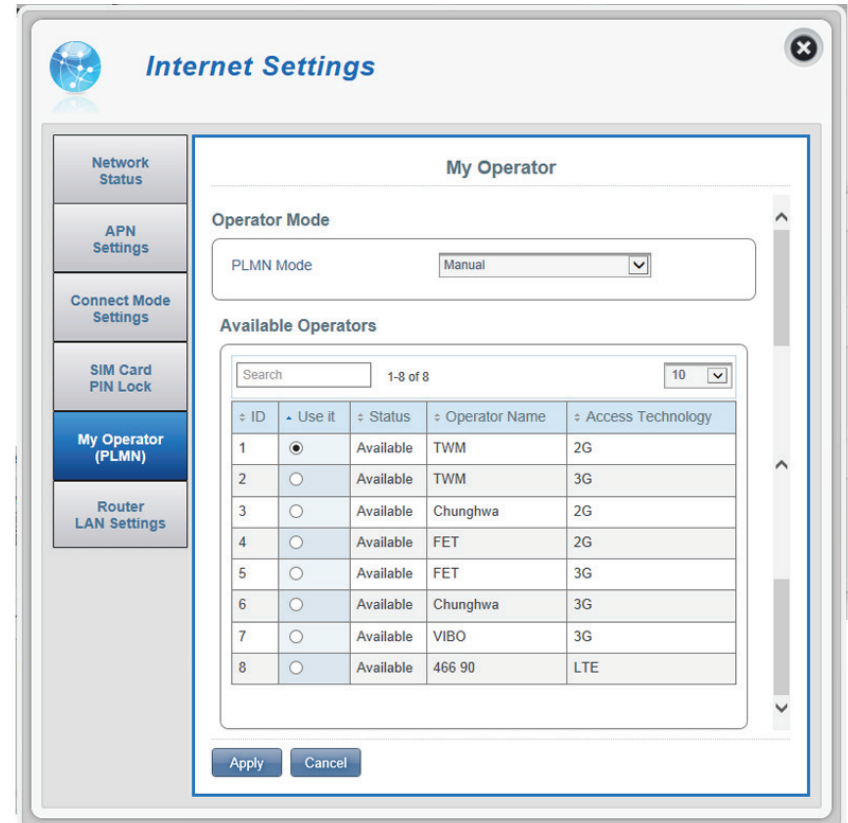 Internet Settings
Network
Status
APN
Settings
Connect Mode
Settings
SIM Card
PIN Lock
My Operator
(PLMN)
Router
LAN Settings
My Operator
Operator Mode
PLMN Mode Manual
Available Operators
Search 1-8 of 8 10
ID Use it Status Operator Name Access Technology
1 Available TWM 2G
2 Available TWM 3G
3 Available Chunghwa 2G
4 Available FET 2G
5 Available FET 3G
6 Available Chunghwa 3G
7 Available VIBO 3G
8 Available 466 90 LTE
Apply Cancel